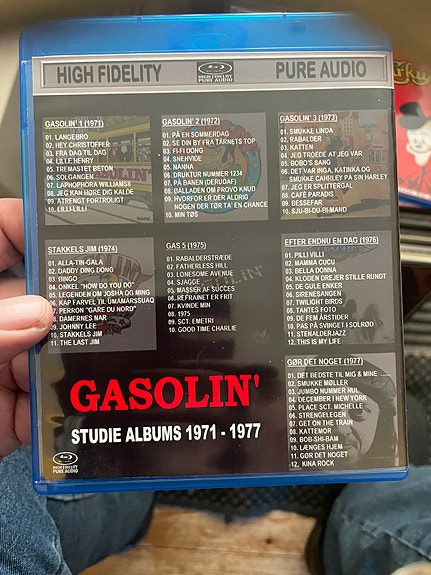 HIGH FIDELITY
PURE AUDIO
GASOLIN' 1 (1971)
01. LANGEBRO
02. HEY CHRISTOFFER
03. FRA DAG TIL DAG
04. LILLE HENRY
05. TREMASTET BETON
06. SOLGANGEN
07. LAPHOPHORA WILLIAMSII
08. JEG KAN HØRE DIG KALDE
09. ATRENGT FORTROLIGT
10. LILLI-LILLI
GASOLIN' 2 (1972)
01. PÅ EN SOMMERDAG
02. SE DIN BY FRA TÅRNETS TOP
03. FI-FI DONG
04. SNEHVIDE
05. NANNA
06. DRUKTUR NUMMER 1234
07. PÅ BANEN (DERUDAF)
08. GALLADEN OM PROVO KNUD
09. HVORFOR ER DER ALDRIG
NOGEN DER TØR TA' EN CHANCE
10. MIN TØS
GASOLIN' 3 (1973)
01. SMUKKE LINDA
02. RABALDER
03. KATTEN
04. JEG TROEDE AT JEG VAR
05. BOBO'S SANG
06. DET VAR INGA, KATINKA OG
SMUKKE CAHRLEY PA SIN HARLEY
07. JEG ER SPLITTERGAL
08. CAFE PARADIS
09. DESSEFAR
10. SJU-BI-DU-FI-MAND
STAKKELS JIM (1974)
01. ALLA-TIN-GALA
02. DADDY DING DONG
03. RINGO
04. ONKEL "HOW DO YOU DO"
05. LEGENDEN OM JOSHA OG MING
06. KAP FARVEL TIL ÜMAMARSSUAQ
07. PERRON "GARE DU NORD"
08. DAMERNES NAR
09. JOHNNY LEE
10. STAKKELS JIM
11. THE LAST JIM
GAS 5 (1975)
01. RABALDERSTRÆDE
02. FATHERLESS HILL
03. LONESOME AVENUE
04. SJAGGE
05. MASSER AF SUCCES
06. REFRAINET ER FRIT
07. KVINDE MIN
08. 1975
09. SCT. EMETRI
10. GOOD TIME CHARLIE
EFTER ENDNU EN DAG (1976)
01. PILLI VILLI
02. MAMMA CUCU
03. BELLA DONNA
04. KLODEN DREJER STILLE RUNDT
05. DE GULE ENKER
06. SIRENESANGEN
07. TWILIGHT BIRDS
08. TANTES FOTO
09. DE FEM ÅRSTIDER
10. PAS PÅ SVINGET I SOLRØD
11. STENALDERJAZZ
12. THIS IS MY LIFE
GØR DET NOGET (1977)
01. DET BEDSTE TIL MIG & MINE
02. SMUKKE MØLLER
03. JUMBO NUMMER NUL
04. DECEMBER I NEW YORK
05. PLACE SCT. MICHELLE
06. STRENGELEGEN
07. GET ON THE TRAIN
08. KATTEMOR
09. BOB-SHI-BAM
10. LÆNGES HJEM
11. GØR DET NOGET
12. KINA ROCK
GASOLIN'
STUDIE ALBUMS 1971 - 1977
HIGH FIDELITY
PURE AUDIO